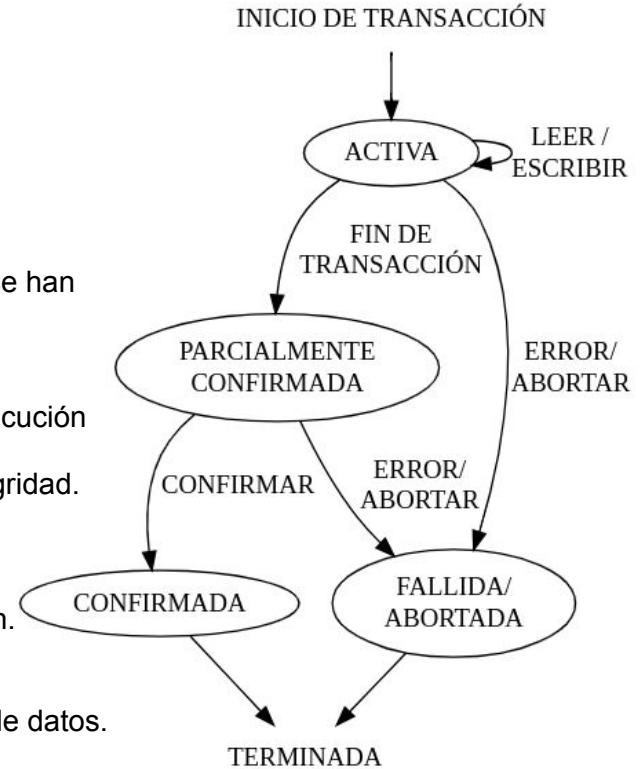 INICIO DE TRANSACCIÓN
ACTIVA
LEER /
ESCRIBIR
FIN DE
TRANSACCIÓN
e han
PARCIALMENTE
CONFIRMADA
ERROR/
ABORTAR
cución
gridad.
CONFIRMAR
ERROR/
ABORTAR
CONFIRMADA
FALLIDA/
ABORTADA
n.
de datos.
TERMINADA